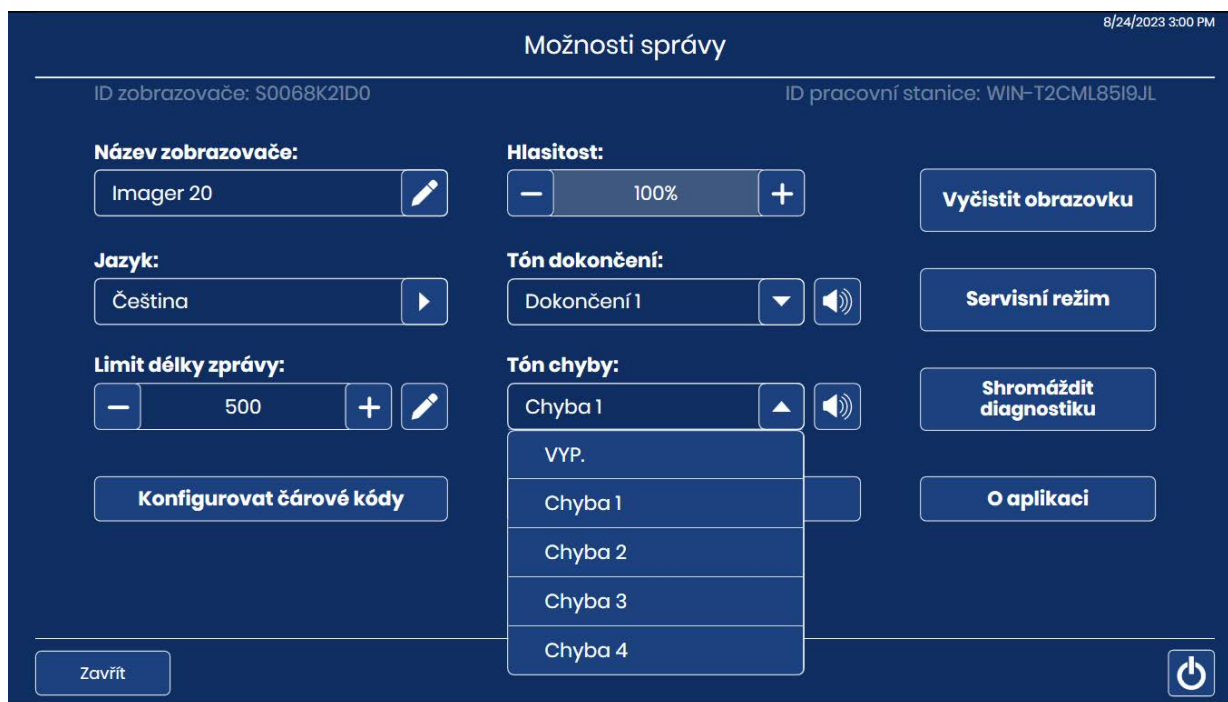 8/24/2023 3:00 PM
Možnosti správy
ID zobrazovače: S0068K21D0
ID pracovní stanice: WIN-T2CML85I9JL
Název zobrazovače:
Imager 20
Jazyk:
Čeština
Limit délky zprávy:
500
Konfigurovat čárové kódy
Hlasitost:
100%
Tón dokončení:
Dokončení 1
Tón chyby:
Chyba 1
VYP.
Chyba 1
Chyba 2
Chyba 3
Chyba 4
Vyčistit obrazovku
Servisní režim
Shromáždit
diagnostiku
O aplikaci
Zavřít